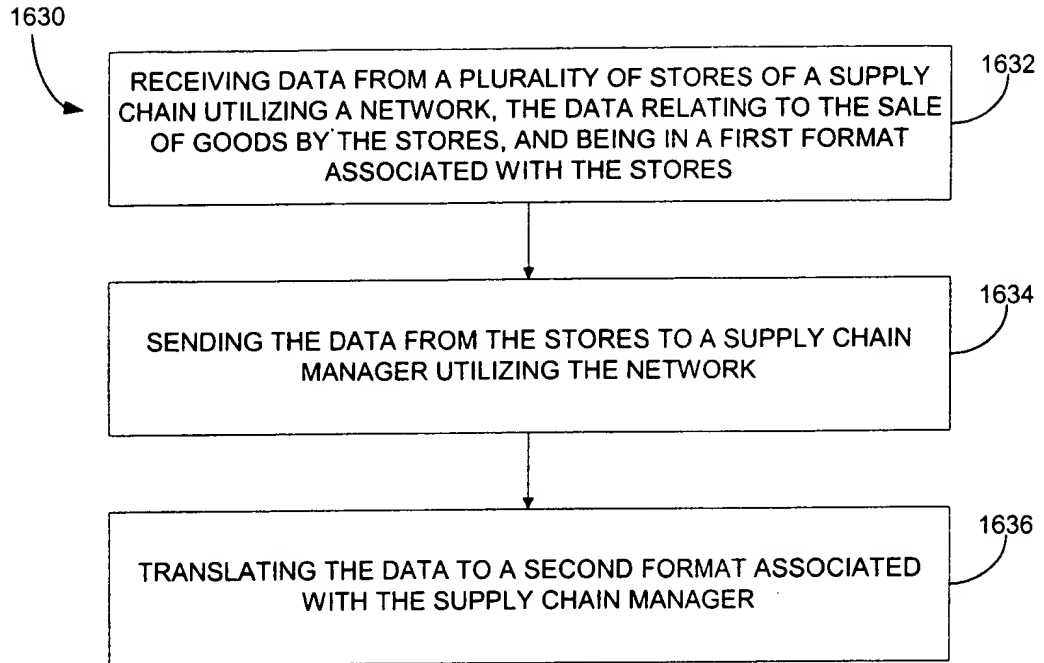 1630
1632
RECEIVING DATA FROM A PLURALITY OF STORES OF A SUPPLY
CHAIN UTILIZING A NETWORK, THE DATA RELATING TO THE SALE
OF GOODS BY THE STORES, AND BEING IN A FIRST FORMAT
ASSOCIATED WITH THE STORES
1634
SENDING THE DATA FROM THE STORES TO A SUPPLY CHAIN
MANAGER UTILIZING THE NETWORK
1636
TRANSLATING THE DATA TO A SECOND FORMAT ASSOCIATED
WITH THE SUPPLY CHAIN MANAGER